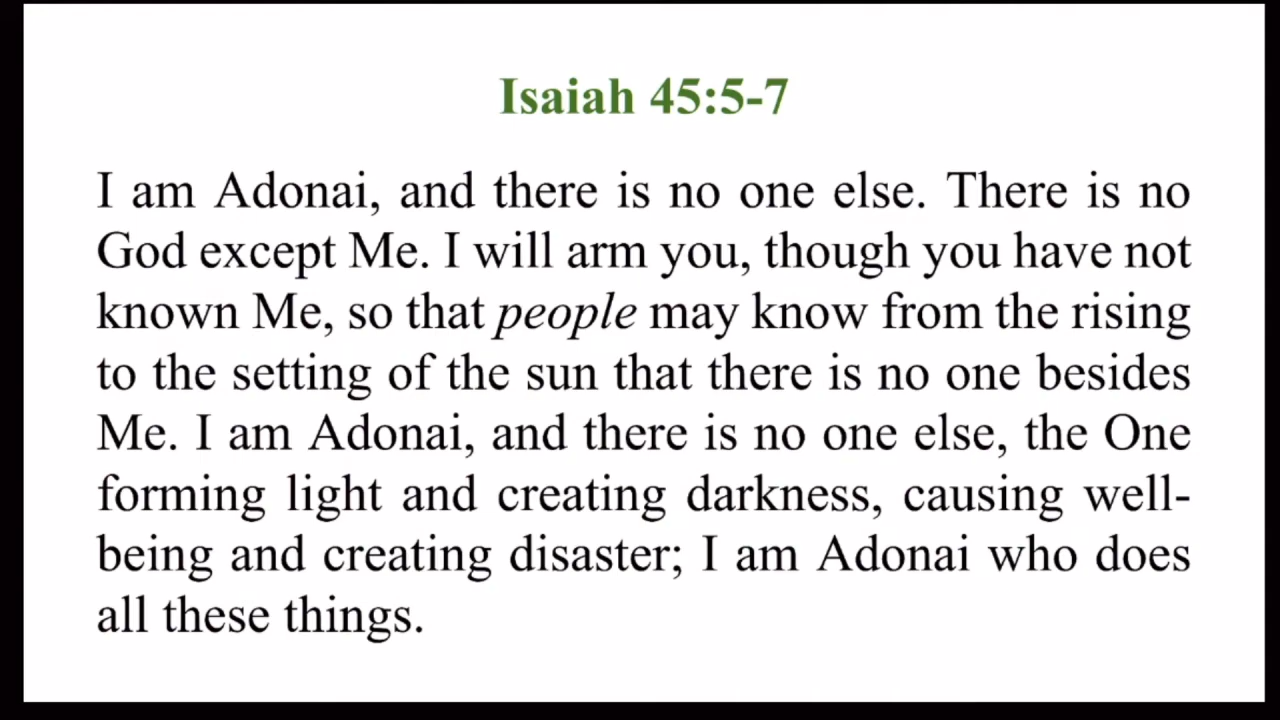 Isaiah 45:5-7
I am Adonai, and there is no one else. There is no
God except Me. I will arm you, though you have not
known Me, so that people may know from the rising
to the setting of the sun that there is no one besides
Me. I am Adonai, and there is no one else, the One
forming light and creating darkness, causing well-
being and creating disaster; I am Adonai who does
all these things.